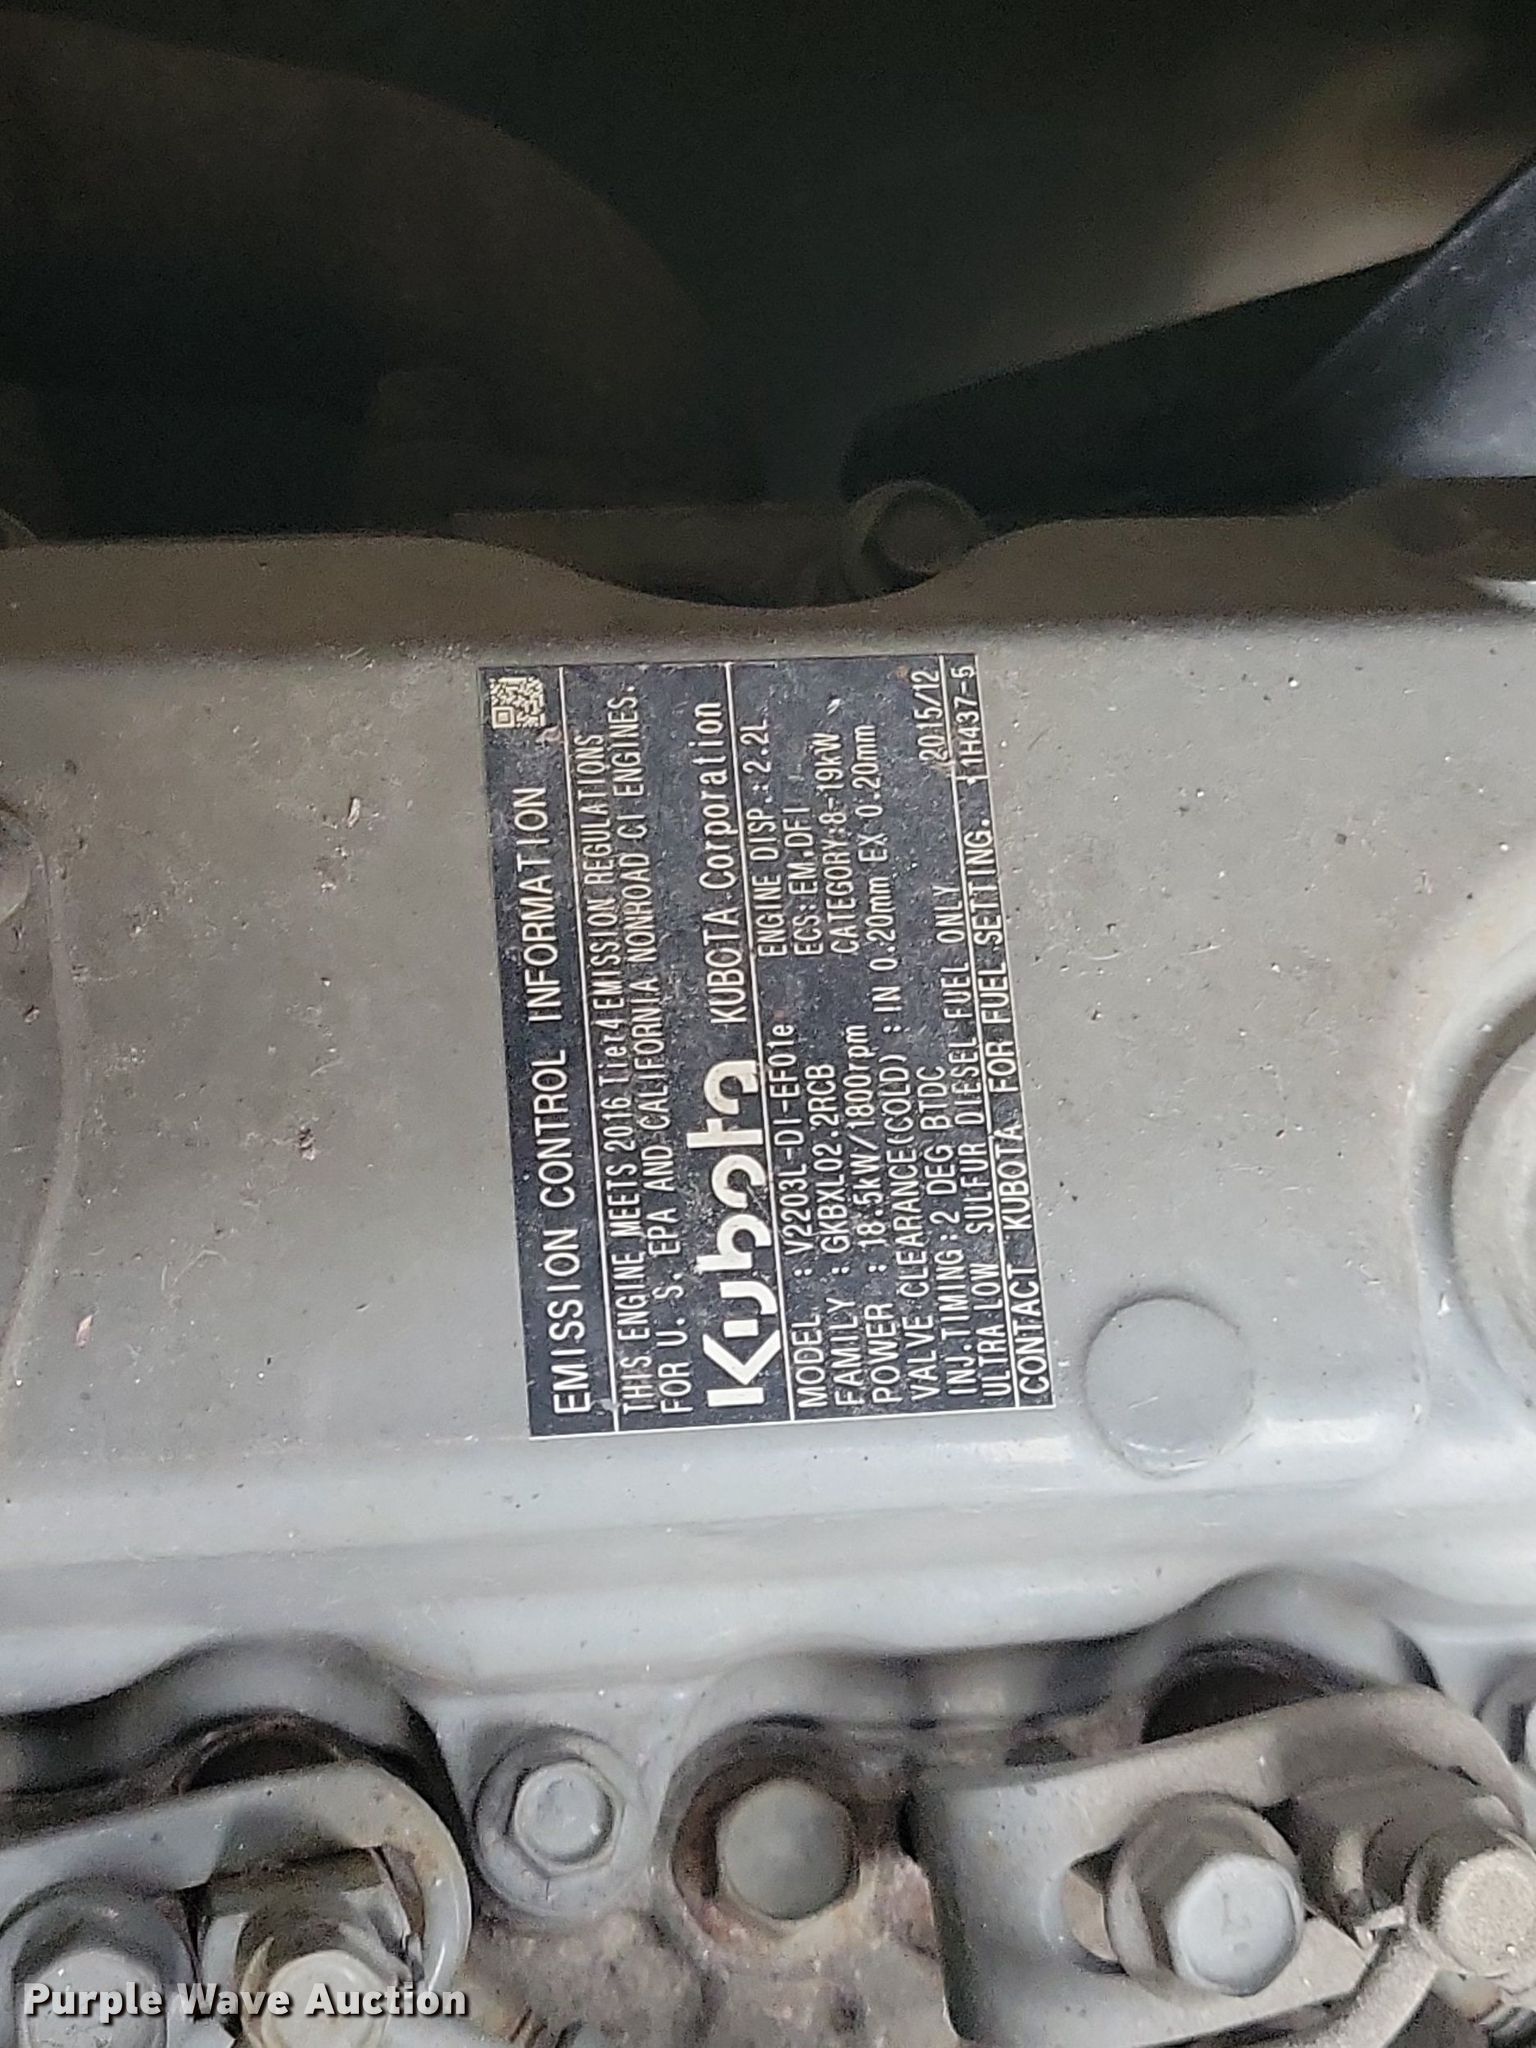 EMISSION CONTROL INFORMATION
THIS ENGINE MEETS 2016 Tier4 EMISSION REGULATIONS
FOR U. S. EPA AND CALIFORNIA NONROAD CI ENGINES.
Kubota KUBOTA Corporation
MODEL : V2203L-DI-EF01e ENGINE DISP.: 2.2L
FAMILY : GKBXL02.2RCB ECS: EM.DFI
POWER : 18.5kW/1800rpm CATEGORY:8-19kW
VALVE CLEARANCE(COLD) : IN 0.20mm EX 0.20mm
INJ.TIMING: 2 DEG BTDC
ULTRA LOW SULFUR DIESEL FUEL ONLY 2015/12
CONTACT KUBOTA FOR FUEL SETTING. 1H437-5
Purple Wave Auction